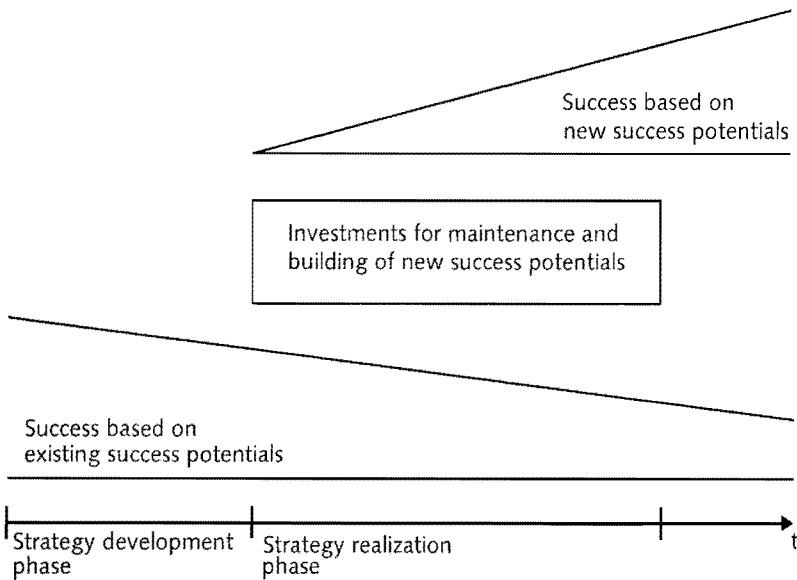 Success based on
new success potentials
Investments for maintenance and
building of new success potentials
Success based on
existing success potentials
t
Strategy development
phase
Strategy realization
phase